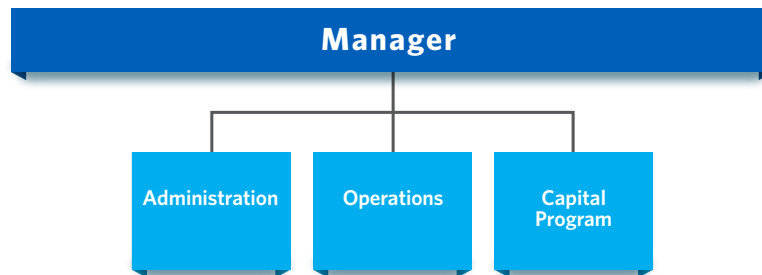 Manager
Administration
Operations
Capital
Program